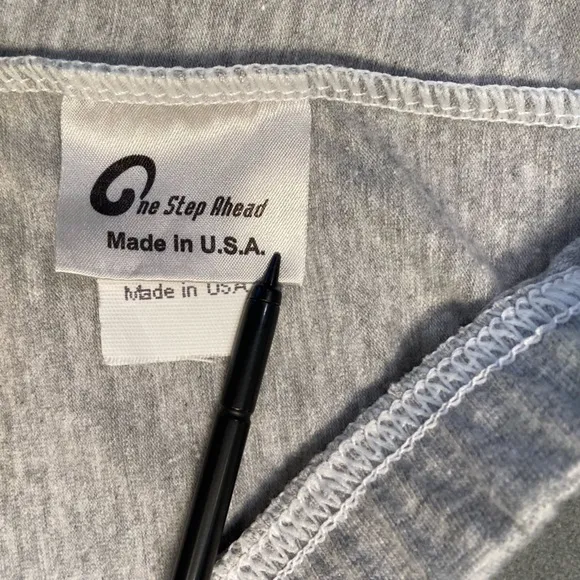 One Step Ahead
Made in U.S.A.
Made in USA